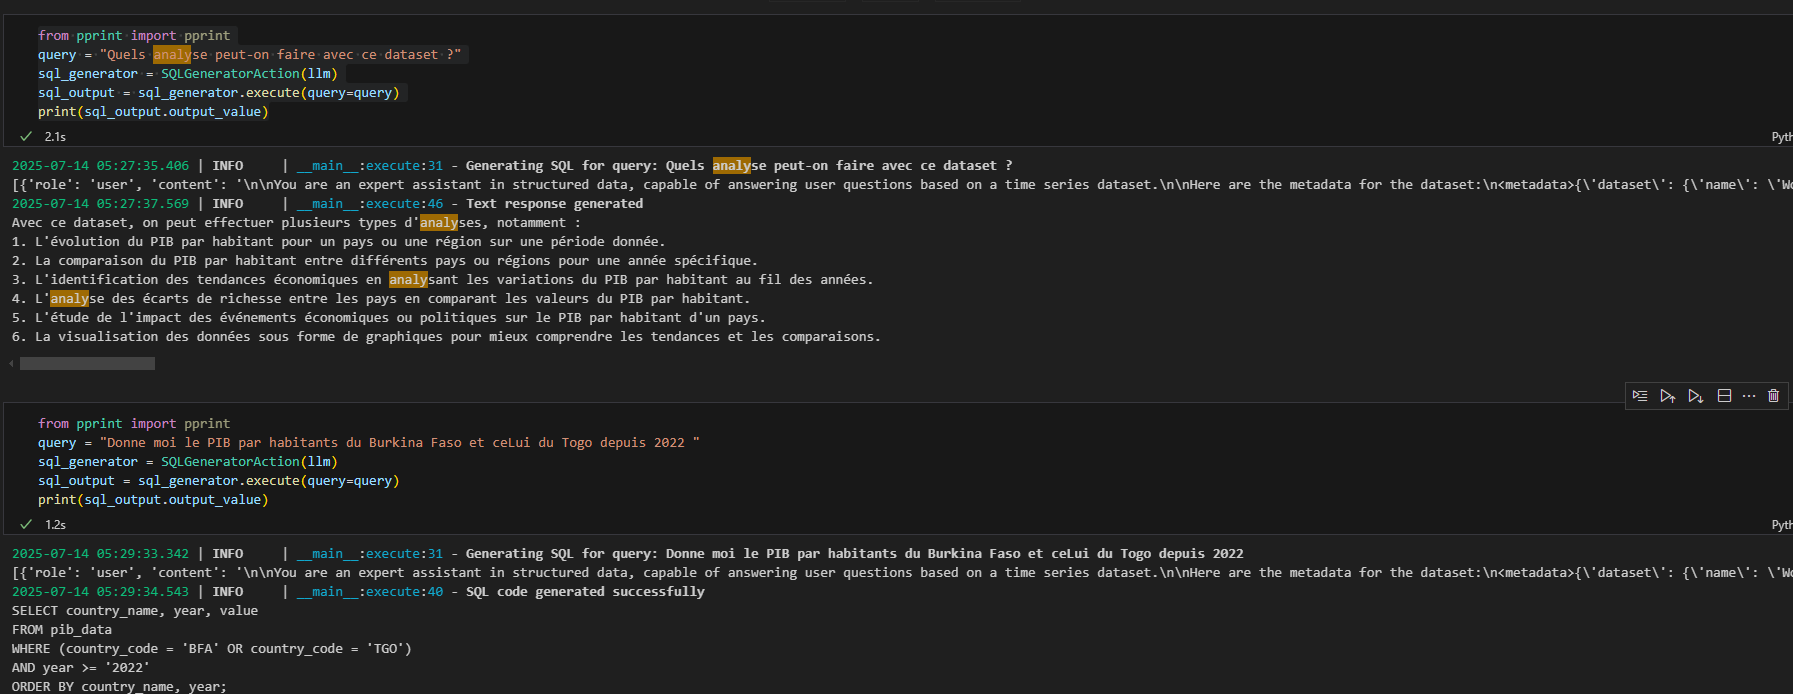 from pprint import pprint
query = "Quels analyse peut-on faire avec ce dataset ?"
sql_generator = SQLGeneratorAction(llm)
sql_output = sql_generator.execute(query=query)
print(sql_output.output_value)
2.1s
Pyth
2025-07-14 05:27:35.406 | INFO     | __main__:execute:31 - Generating SQL for query: Quels analyse peut-on faire avec ce dataset ?
[{'role': 'user', 'content': '\n\nYou are an expert assistant in structured data, capable of answering user questions based on a time series dataset.\n\nHere are the metadata for the dataset:\n<metadata>{\'dataset\': {\'name\': \'Wo
2025-07-14 05:27:37.569 | INFO     | __main__:execute:46 - Text response generated
Avec ce dataset, on peut effectuer plusieurs types d'analyses, notamment :
1. L'évolution du PIB par habitant pour un pays ou une région sur une période donnée.
2. La comparaison du PIB par habitant entre différents pays ou régions pour une année spécifique.
3. L'identification des tendances économiques en analysant les variations du PIB par habitant au fil des années.
4. L'analyse des écarts de richesse entre les pays en comparant les valeurs du PIB par habitant.
5. L'étude de l'impact des événements économiques ou politiques sur le PIB par habitant d'un pays.
6. La visualisation des données sous forme de graphiques pour mieux comprendre les tendances et les comparaisons.
from pprint import pprint
query = "Donne moi le PIB par habitants du Burkina Faso et ceLui du Togo depuis 2022 "
sql_generator = SQLGeneratorAction(llm)
sql_output = sql_generator.execute(query=query)
print(sql_output.output_value)
1.2s
Pyth
2025-07-14 05:29:33.342 | INFO     | __main__:execute:31 - Generating SQL for query: Donne moi le PIB par habitants du Burkina Faso et ceLui du Togo depuis 2022
[{'role': 'user', 'content': '\n\nYou are an expert assistant in structured data, capable of answering user questions based on a time series dataset.\n\nHere are the metadata for the dataset:\n<metadata>{\'dataset\': {\'name\': \'Wo
2025-07-14 05:29:34.543 | INFO     | __main__:execute:40 - SQL code generated successfully
SELECT country_name, year, value
FROM pib_data
WHERE (country_code = 'BFA' OR country_code = 'TGO')
AND year >= '2022'
ORDER BY country_name, year;